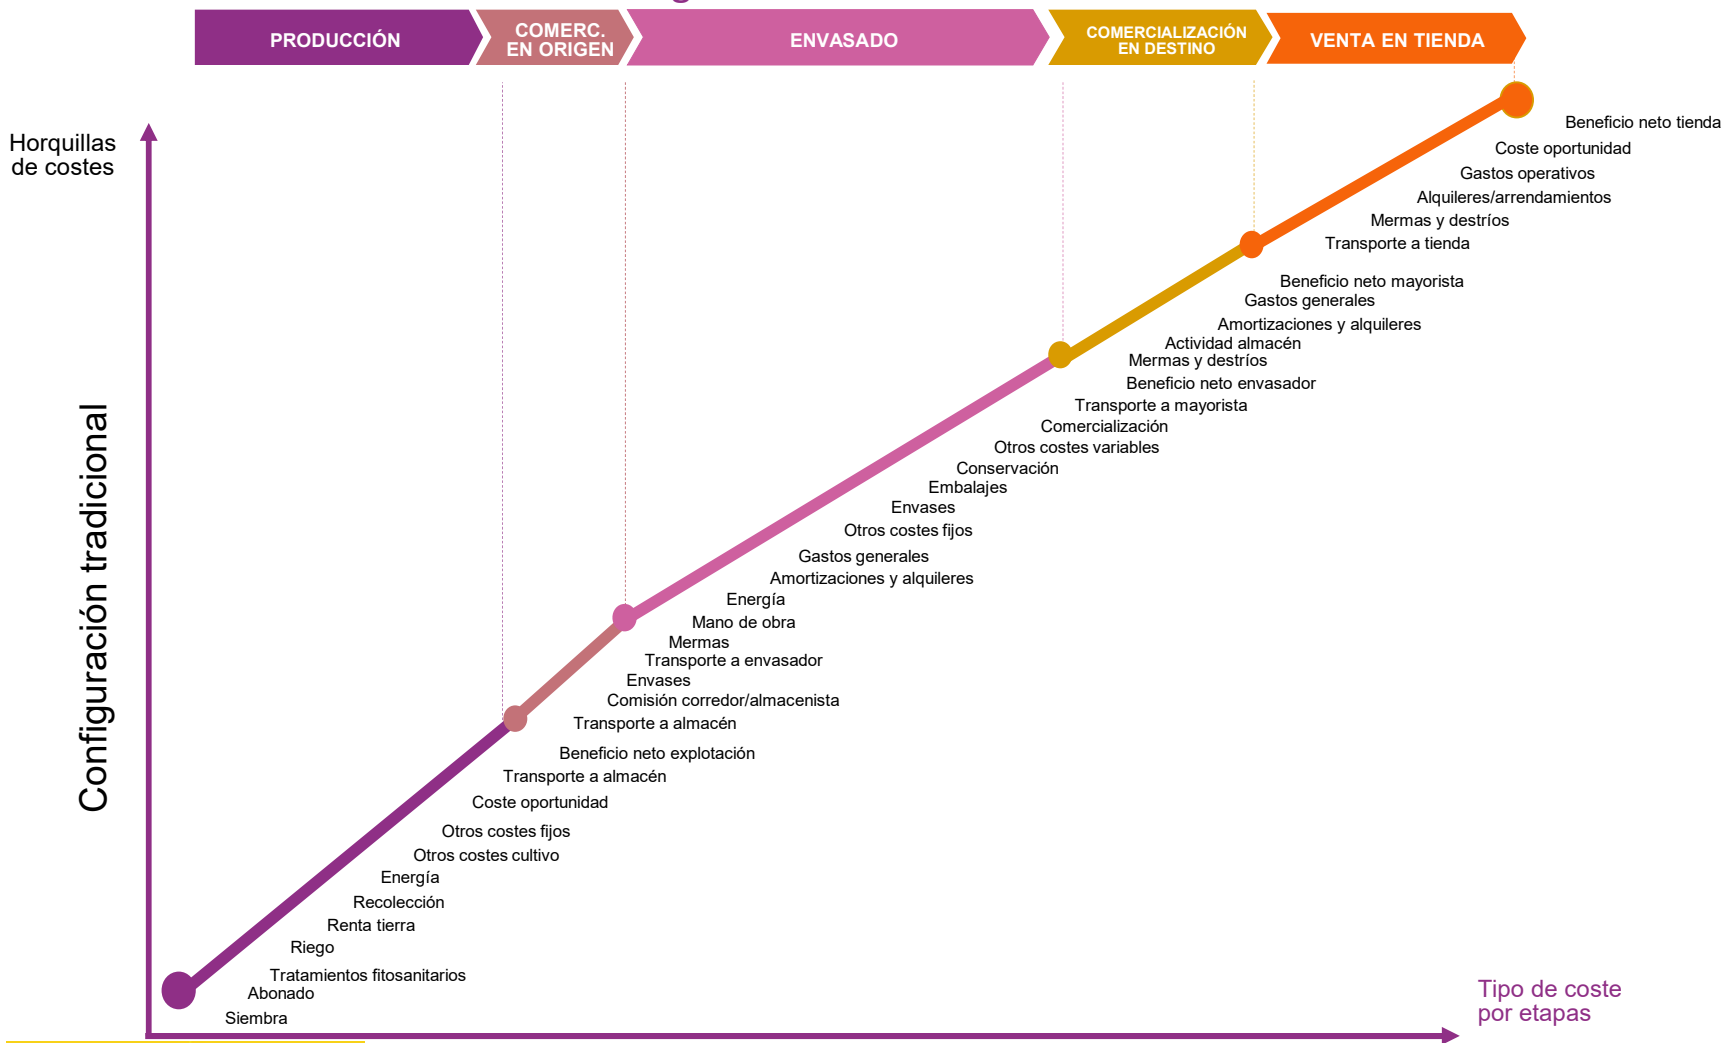 PRODUCCIÓN
COMERC.
EN ORIGEN
ENVASADO
COMERCIALIZACIÓN
EN DESTINO
VENTA EN TIENDA
Horquillas
de costes
Configuración tradicional
Beneficio neto tienda
Coste oportunidad
Gastos operativos
Alquileres/arrendamientos
Mermas y destríos
Transporte a tienda
Beneficio neto mayorista
Gastos generales
Amortizaciones y alquileres
Actividad almacén
Mermas y destríos
Beneficio neto envasador
Transporte a mayorista
Comercialización
Otros costes variables
Conservación
Embalajes
Envases
Otros costes fijos
Gastos generales
Amortizaciones y alquileres
Energía
Mano de obra
Mermas
Transporte a envasador
Envases
Comisión corredor/almacenista
Transporte a almacén
Beneficio neto explotación
Transporte a almacén
Coste oportunidad
Otros costes fijos
Otros costes cultivo
Energía
Recolección
Renta tierra
Riego
Tratamientos fitosanitarios
Abonado
Siembra
Tipo de coste
por etapas